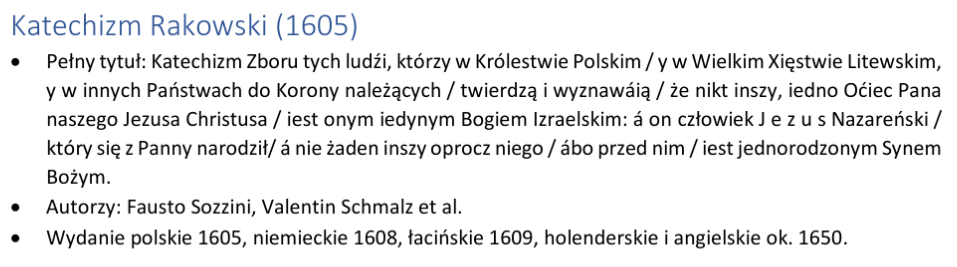 Katechizm Rakowski (1605)
• Pełny tytuł: Katechizm Zboru tych ludźi, którzy w Królestwie Polskim / y w Wielkim Xięstwie Litewskim,
y w innych Państwach do Korony należących / twierdzą i wyznawáią / że nikt inszy, iedno Oćiec Pana
naszego Jezusa Christusa / iest onym iedynym Bogiem Izraelskim: á on człowiek J e z u s Nazareński /
który się z Panny narodził/ á nie żaden inszy oprocz niego / ábo przed nim / iest jednorodzonym Synem
Bożym.
• Autorzy: Fausto Sozzini, Valentin Schmalz et al.
• Wydanie polskie 1605, niemieckie 1608, łacińskie 1609, holenderskie i angielskie ok. 1650.